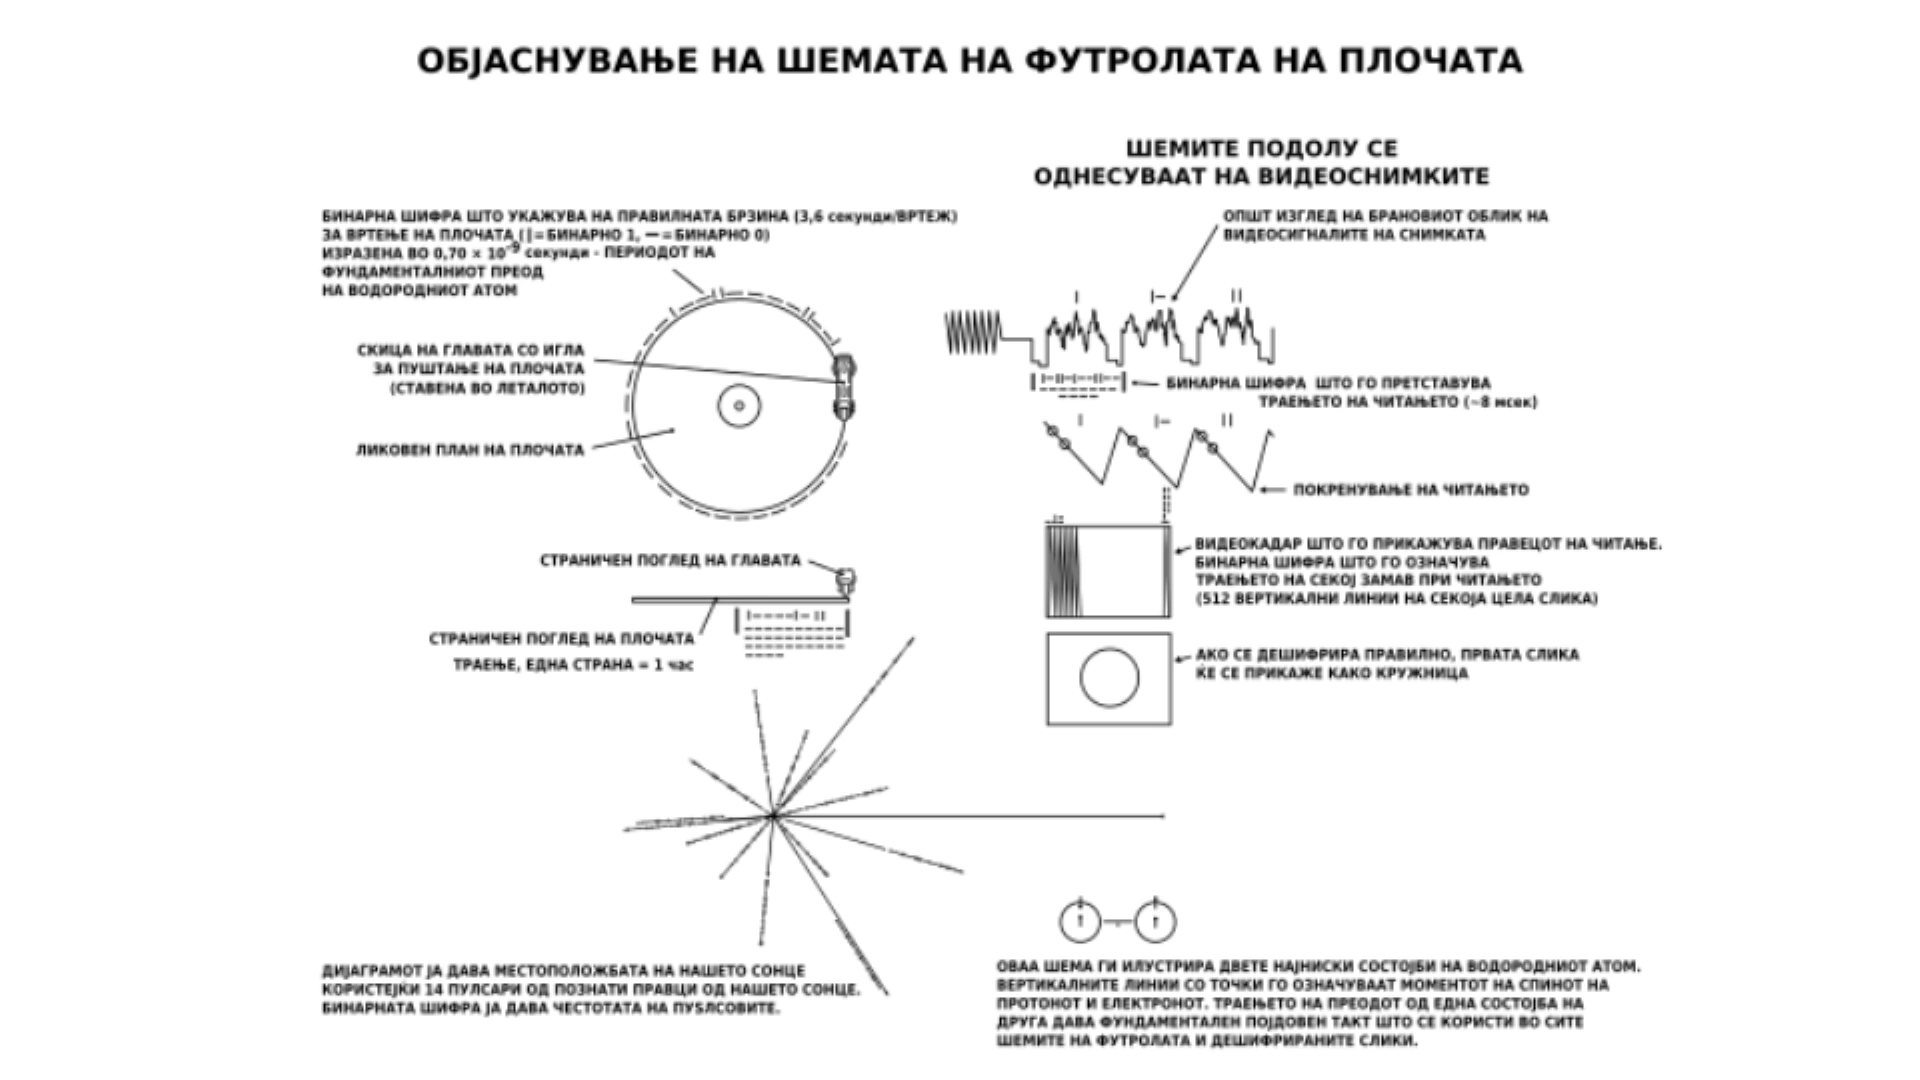 ОБЈАСНУВАЊЕ НА ШЕМАТА НА ФУТРОЛАТА НА ПЛОЧАТА
БИНАРНА ШИФРА ШТО УКАЖУВА НА ПРАВИЛНАТА БРЗИНА (3,6 секунди/ВРТЕЖ)
ЗА ВРТЕЊЕ НА ПЛОЧАТА (|=БИНАРНО 1, —=БИНАРНО 0)
ИЗРАЗЕНА ВО 0,70 × 10⁻⁹ секунди - ПЕРИОДОТ НА
ФУНДАМЕНТАЛНИОТ ПРЕОД
НА ВОДОРОДНИОТ АТОМ
СКИЦА НА ГЛАВАТА СО ИГЛА
ЗА ПУШТАЊЕ НА ПЛОЧАТА
(СТАВЕНА ВО ЛЕТАЛОТО)
ЛИКОВЕН ПЛАН НА ПЛОЧАТА
СТРАНИЧЕН ПОГЛЕД НА ГЛАВАТА
СТРАНИЧЕН ПОГЛЕД НА ПЛОЧАТА
ТРАЕЊЕ, ЕДНА СТРАНА = 1 час
ДИЈАГРАМОТ ЈА ДАВА МЕСТОПОЛОЖБАТА НА НАШЕТО СОНЦЕ
КОРИСТЕЈЌИ 14 ПУЛСАРИ ОД ПОЗНАТИ ПРАВЦИ ОД НАШЕТО СОНЦЕ.
БИНАРНАТА ШИФРА ЈА ДАВА ЧЕСТОТАТА НА ПУЅЛСОВИТЕ.
ШЕМИТЕ ПОДОЛУ СЕ
ОДНЕСУВААТ НА ВИДЕОСНИМКИТЕ
ОПШТ ИЗГЛЕД НА БРАНОВИОТ ОБЛИК НА
ВИДЕОСИГНАЛИТЕ НА СНИМКАТА
БИНАРНА ШИФРА ШТО ГО ПРЕТСТАВУВА
ТРАЕЊЕТО НА ЧИТАЊЕТО (~8 мсек)
ПОКРЕНУВАЊЕ НА ЧИТАЊЕТО
ВИДЕОКАДАР ШТО ГО ПРИКАЖУВА ПРАВЕЦОТ НА ЧИТАЊЕ.
БИНАРНА ШИФРА ШТО ГО ОЗНАЧУВА
ТРАЕЊЕТО НА СЕКОЈ ЗАМАВ ПРИ ЧИТАЊЕТО
(512 ВЕРТИКАЛНИ ЛИНИИ НА СЕКОЈА ЦЕЛА СЛИКА)
АКО СЕ ДЕШИФРИРА ПРАВИЛНО, ПРВАТА СЛИКА
ЌЕ СЕ ПРИКАЖЕ КАКО КРУЖНИЦА
ОВАА ШЕМА ГИ ИЛУСТРИРА ДВЕТЕ НАЈНИСКИ СОСТОЈБИ НА ВОДОРОДНИОТ АТОМ.
ВЕРТИКАЛНИТЕ ЛИНИИ СО ТОЧКИ ГО ОЗНАЧУВААТ МОМЕНТОТ НА СПИНОТ НА
ПРОТОНОТ И ЕЛЕКТРОНОТ. ТРАЕЊЕТО НА ПРЕОДОТ ОД ЕДНА СОСТОЈБА НА
ДРУГА ДАВА ФУНДАМЕНТАЛЕН ПОЈДОВЕН ТАКТ ШТО СЕ КОРИСТИ ВО СИТЕ
ШЕМИТЕ НА ФУТРОЛАТА И ДЕШИФРИРАНИТЕ СЛИКИ.